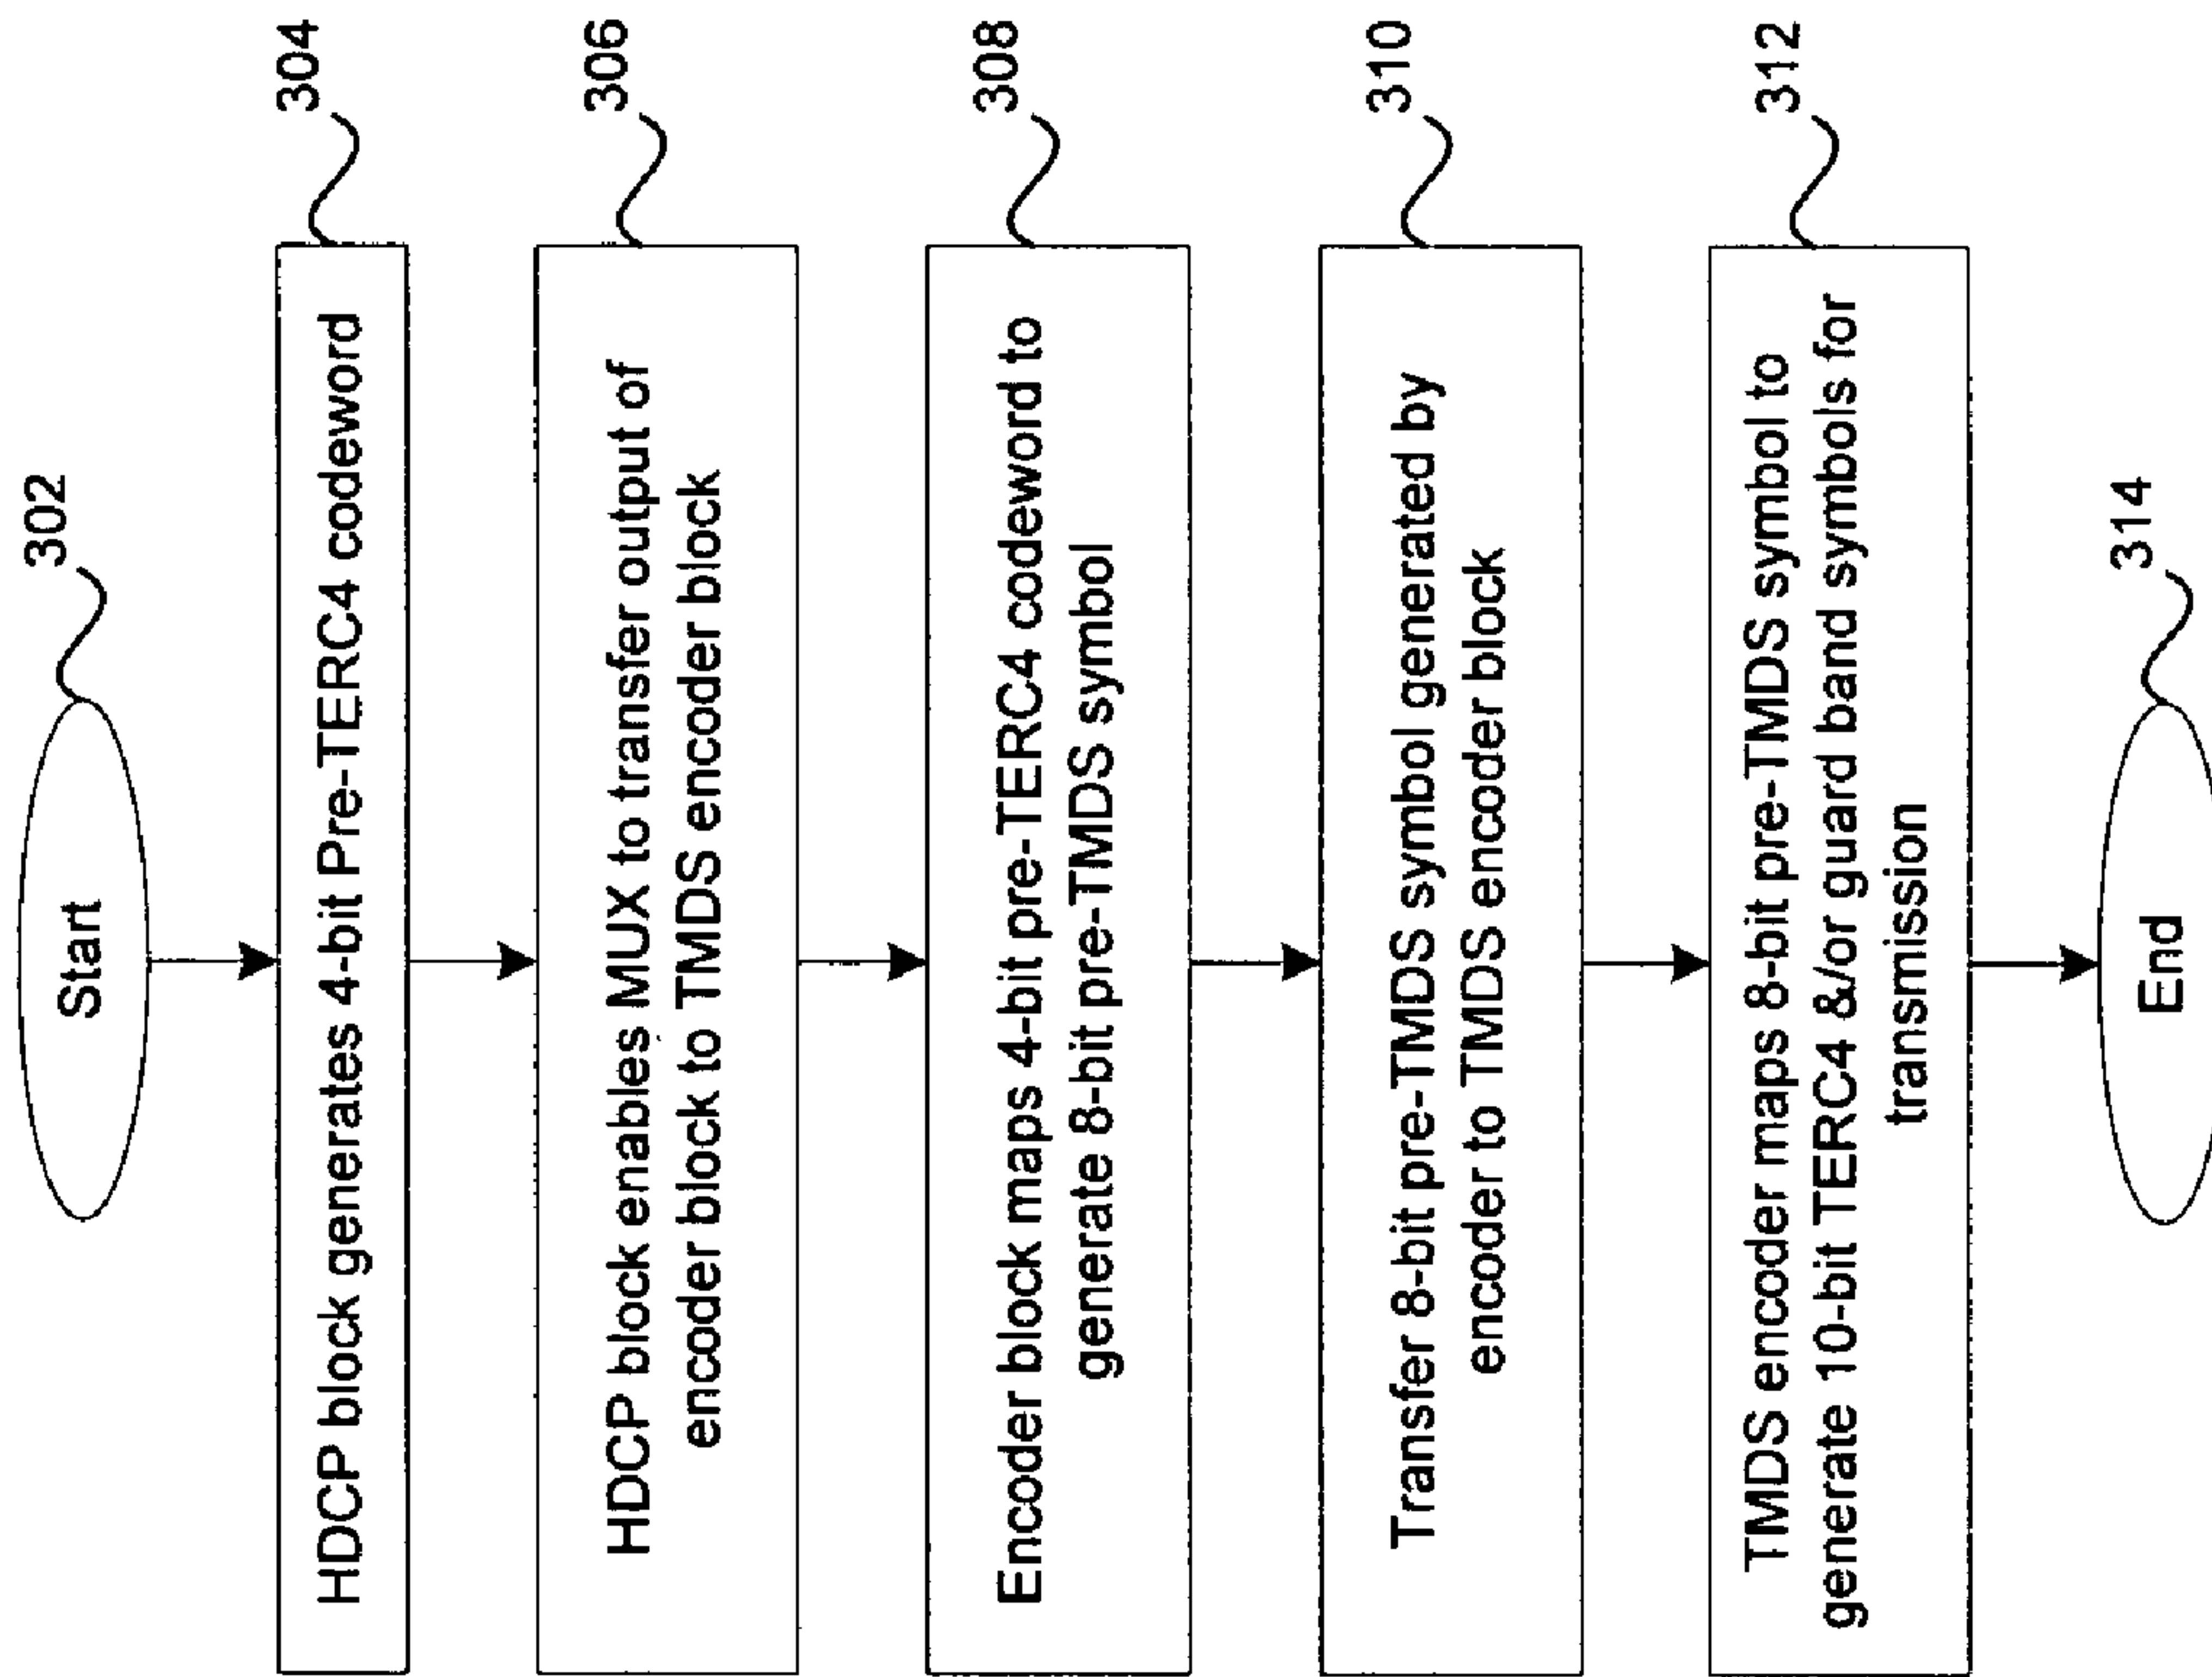 302
Start
304
HDCP block generates 4-bit Pre-TERC4 codeword
306
HDCP block enables MUX to transfer output of
encoder block to TMDS encoder block
308
Encoder block maps 4-bit pre-TERC4 codeword to
generate 8-bit pre-TMDS symbol
310
Transfer 8-bit pre-TMDS symbol generated by
encoder to TMDS encoder block
312
TMDS encoder maps 8-bit pre-TMDS symbol to
generate 10-bit TERC4 &/or guard band symbols for
transmission
314
End